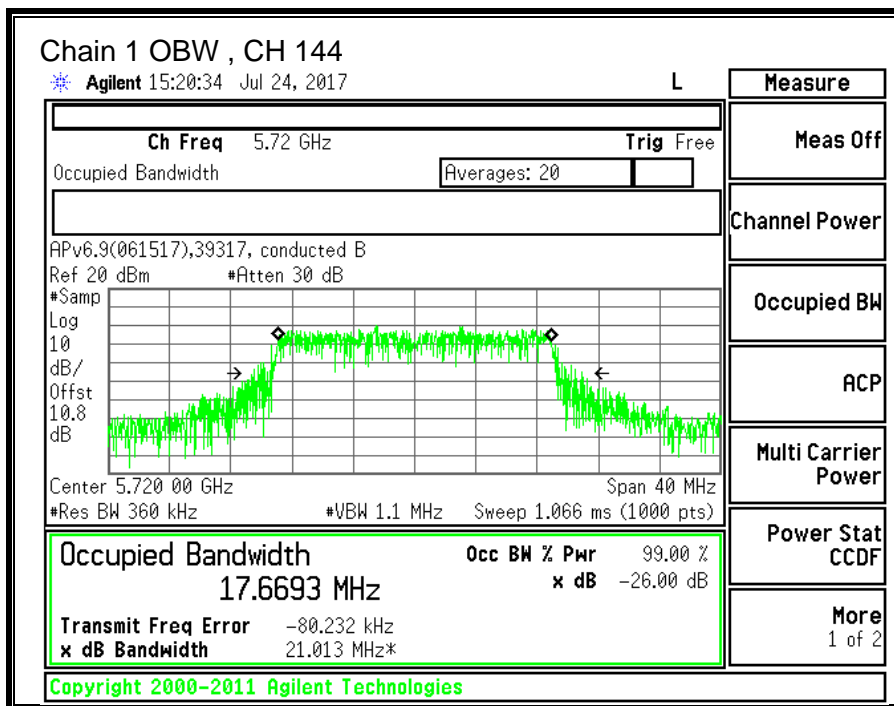 Chain 1 OBW , CH 144
Agilent 15:20:34 Jul 24, 2017 L
Measure
Ch Freq 5.72 GHz Trig Free
Meas Off
Occupied Bandwidth Averages: 20
Channel Power
APv6.9(061517),39317, conducted B
Ref 20 dBm #Atten 30 dB
#Samp
Log
10
dB/
Offst
10.8
dB
Occupied BW
ACP
Center 5.720 00 GHz Span 40 MHz
#Res BW 360 kHz #VBW 1.1 MHz Sweep 1.066 ms (1000 pts)
Multi Carrier
Power
Occupied Bandwidth Occ BW % Pwr 99.00 %
17.6693 MHz x dB -26.00 dB
Transmit Freq Error -80.232 kHz
x dB Bandwidth 21.013 MHz*
Power Stat
CCDF
More
1 of 2
Copyright 2000-2011 Agilent Technologies